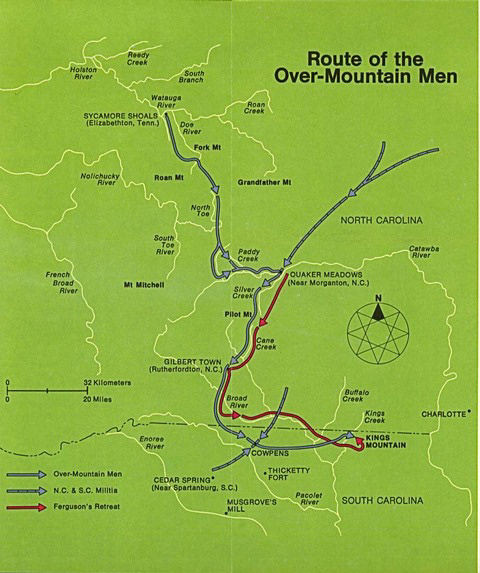 Route of the
Over-Mountain Men
Reedy
Creek
Holston
River
South
Branch
Watauga
River
Roan
Creek
SYCAMORE SHOALS
(Elizabethton, Tenn.)
Doe
River
Fork Mt
Roan Mt
Grandfather Mt
Nolichucky
River
North
Toe
NORTH CAROLINA
South
Toe
River
Paddy
Creek
Catawba
River
French
Broad
River
Mt Mitchell
QUAKER MEADOWS
(Near Morganton, N.C.)
Silver
Creek
N
Pilot Mt
Cane
Creek
GILBERT TOWN
(Rutherfordton, N.C.)
0
32 Kilometers
0
20 Miles
Broad
River
Buffalo
Creek
Kings
Creek
CHARLOTTE
Enoree
River
KINGS
MOUNTAIN
COWPENS
Over-Mountain Men
N.C. & S.C. Militia
Ferguson's Retreat
CEDAR SPRING
(Near Spartanburg, S.C.)
THICKETTY
FORT
MUSGROVE'S
MILL
Pacolet
River
SOUTH CAROLINA